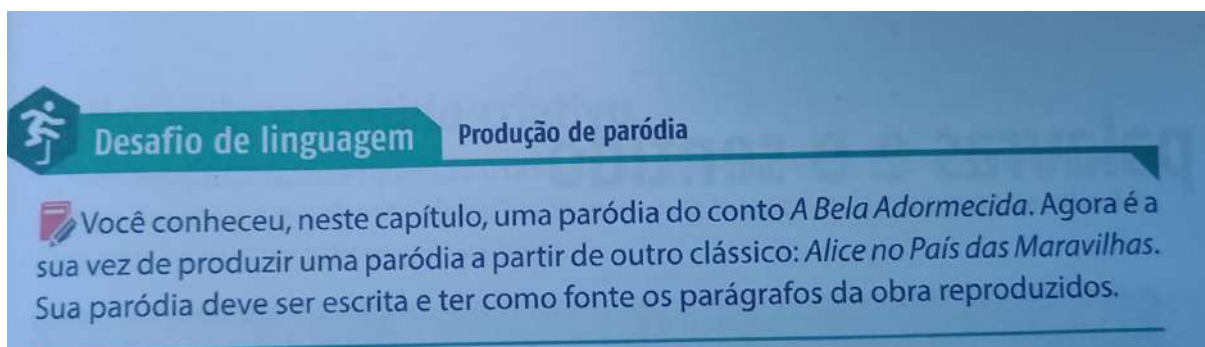 Desafio de linguagem Produção de paródia
Você conheceu, neste capítulo, uma paródia do conto A Bela Adormecida. Agora é a
sua vez de produzir uma paródia a partir de outro clássico: Alice no País das Maravilhas.
Sua paródia deve ser escrita e ter como fonte os parágrafos da obra reproduzidos.